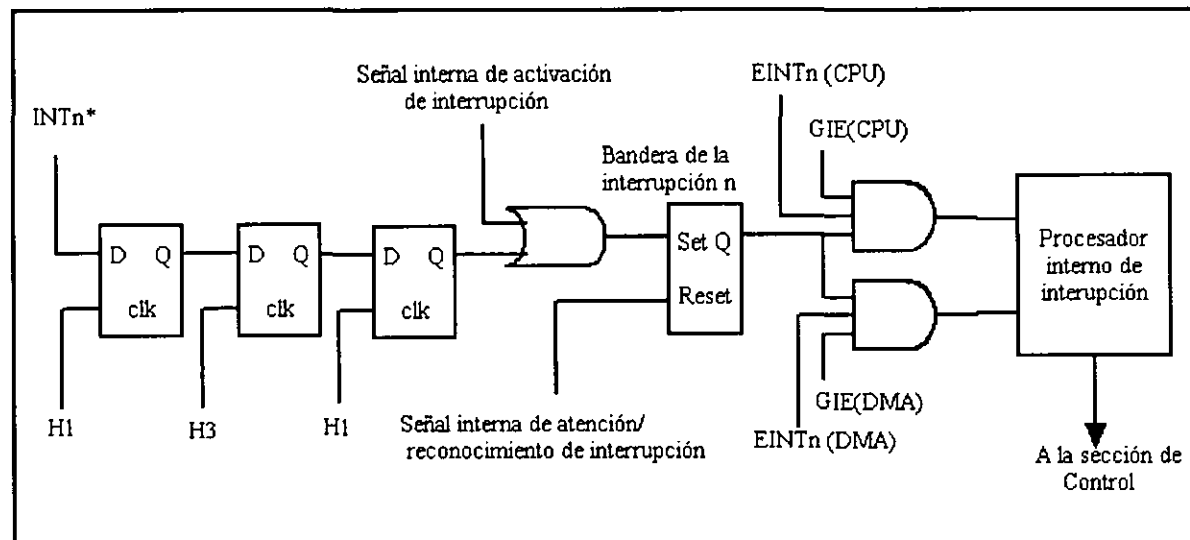 Señal interna de activación
de interrupción
EINTn (CPU)
INTn*
GIE(CPU)
Bandera de la
interrupción n
D Q
clk
D Q
clk
D Q
clk
Set Q
Reset
Procesador
interno de
interupción
H1
H3
H1
Señal interna de atención/
reconocimiento de interrupción
GIE(DMA)
EINTn (DMA)
A la sección de
Control